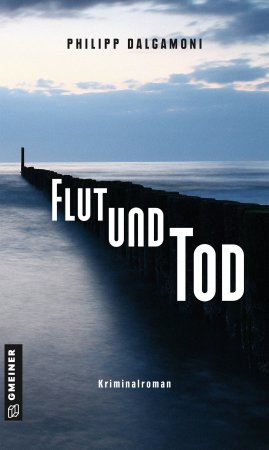 PHILIPP DALGAMONI
FLUT UND TOD
Kriminalroman
GMEINER